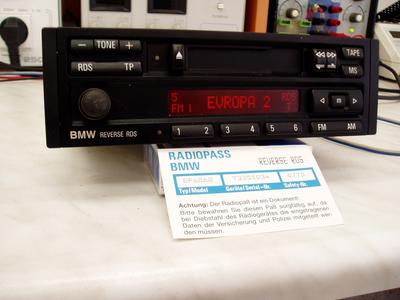 - TONE +
TAPE
RDS TP
MS
5 EVROPA 2 RDS
FM I T
m
BMW REVERSE RDS
1 2 3 4 5 6
FM AM
RADIOPASS
BMW
REVERSE RDS
Typ/Model Geräte/Serial-Nr. Safety-Nr.
Achtung: Der Radiopaß ist ein Dokument!
Bitte bewahren Sie diesen Paß sorgfältig auf, da
bei Diebstahl des Radiogerätes die eingetragenen
Daten der Versicherung und Polizei mitgeteilt wer-
den müssen.